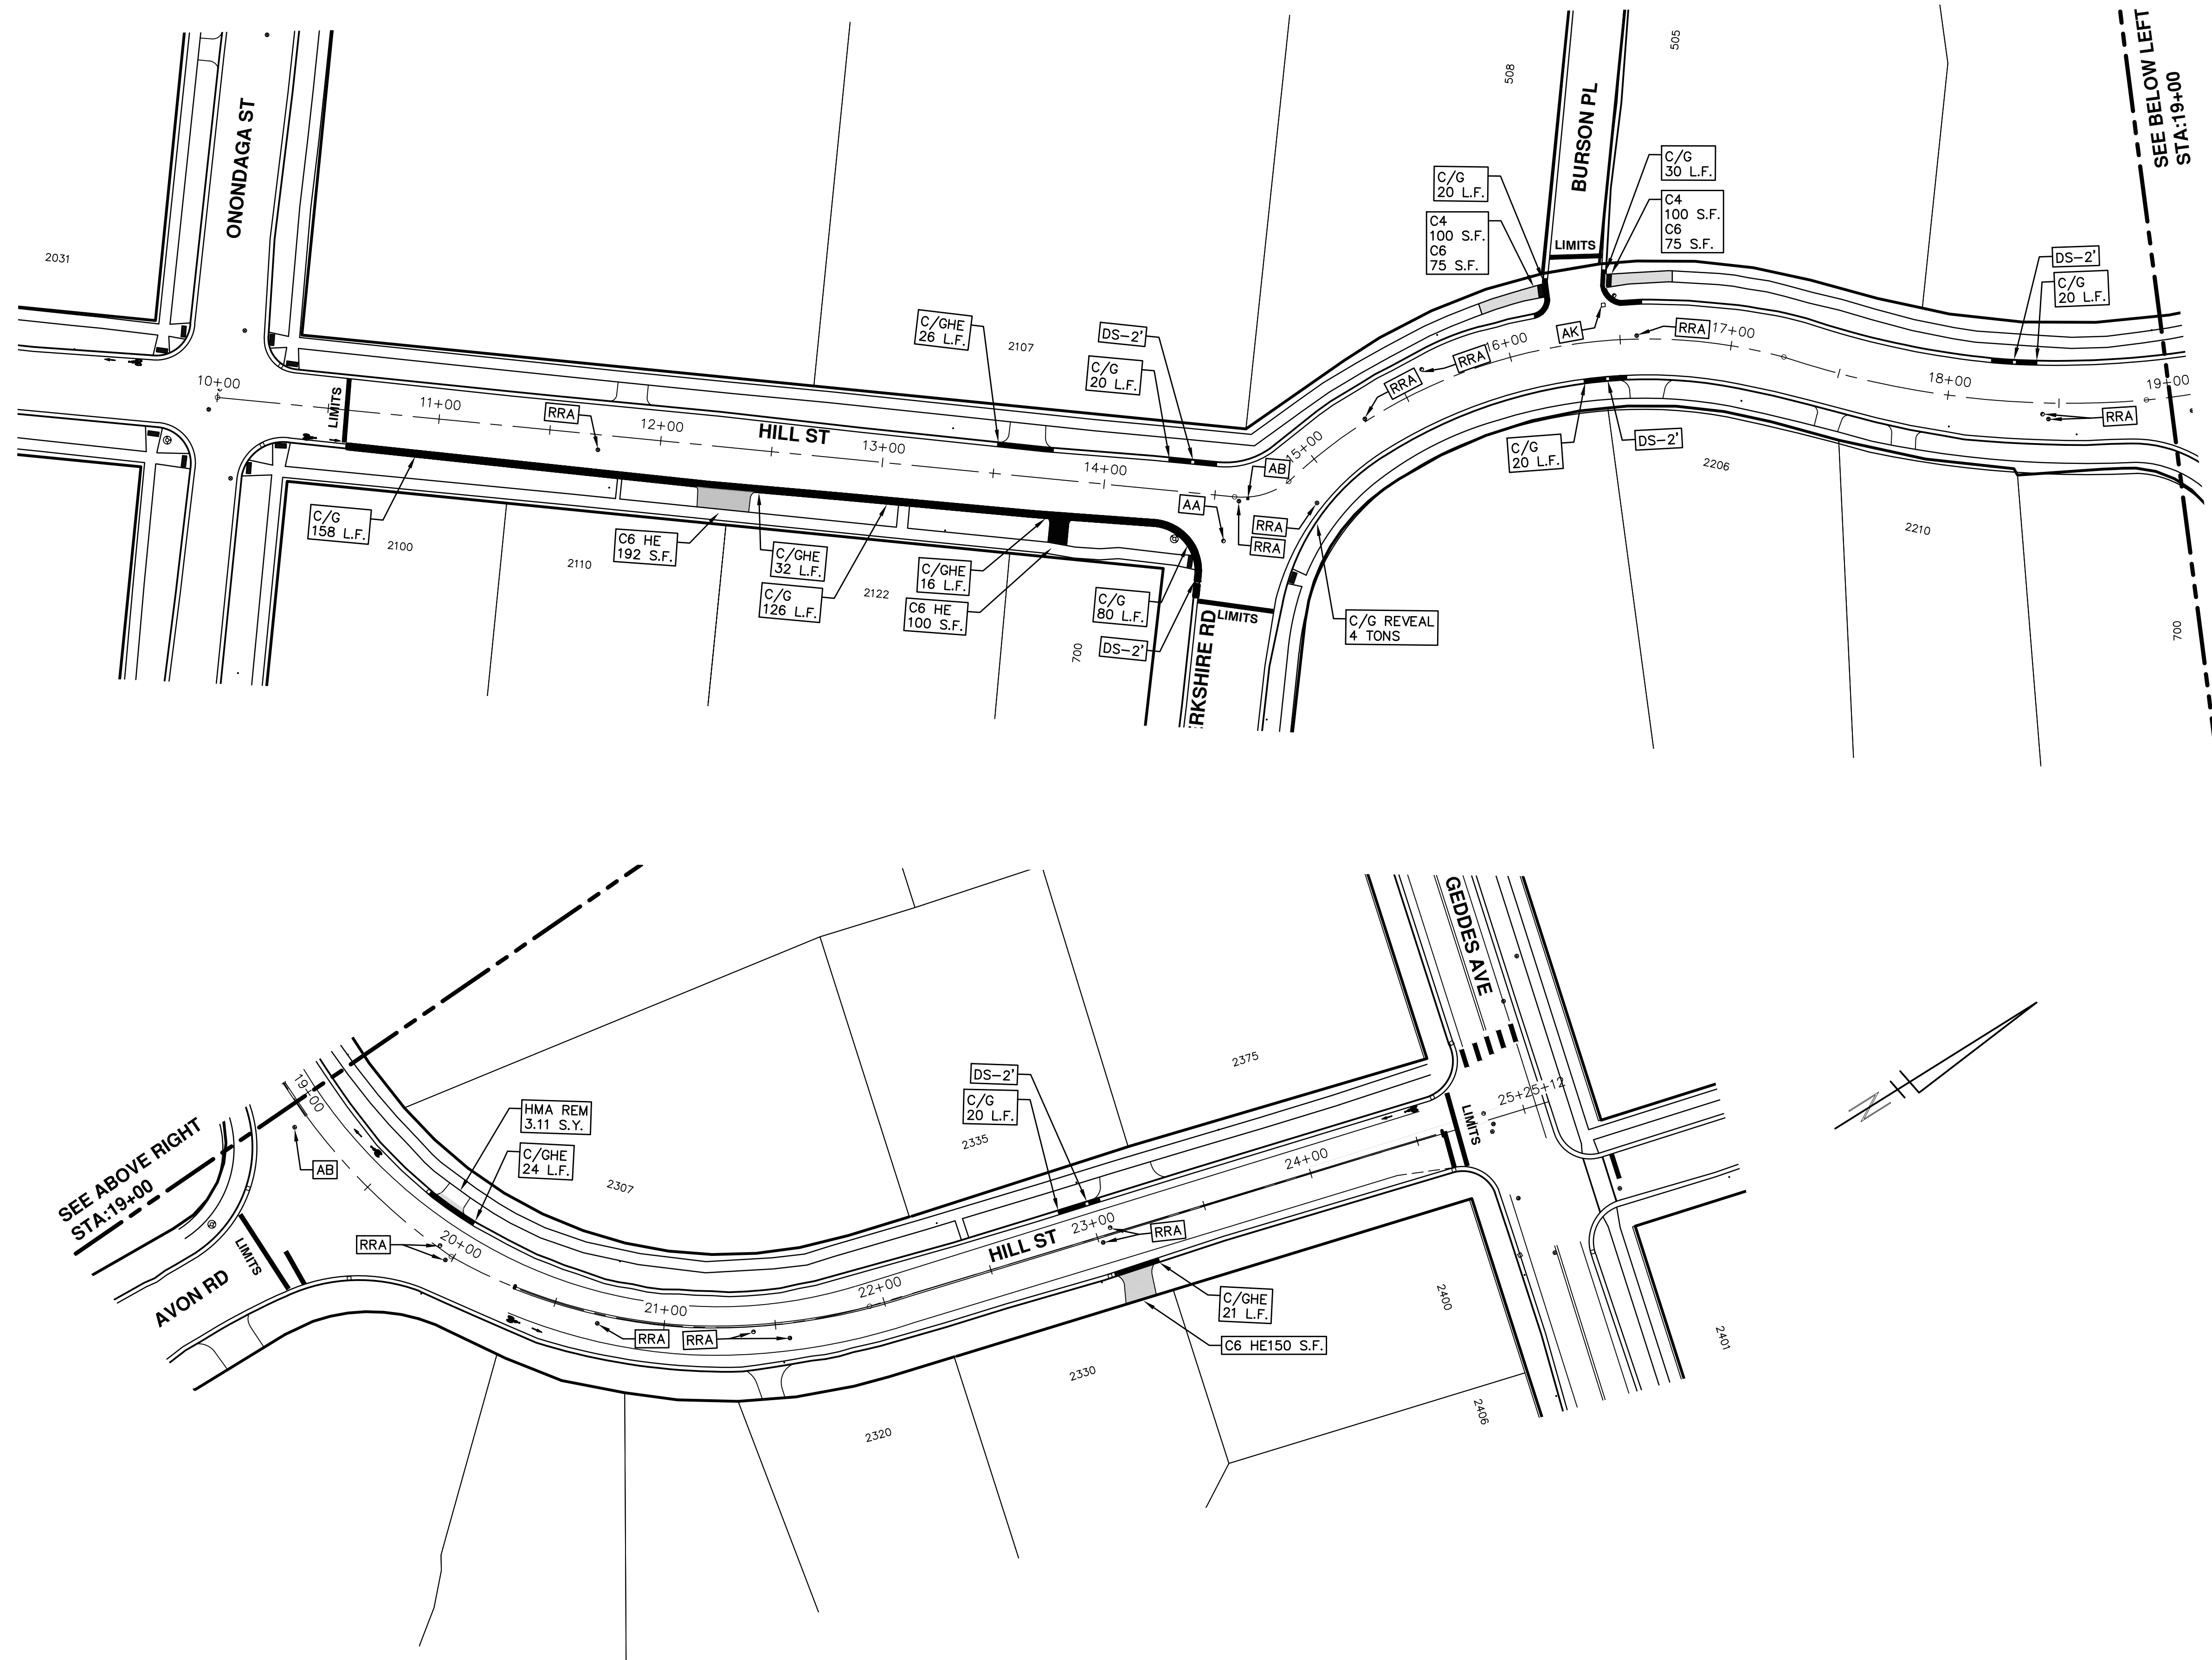 ONONDAGA ST
2031
10+00
LIMITS
11+00
RRA
12+00
HILL ST
13+00
C/GHE
26 L.F.
2107
DS-2'
C/G
20 L.F.
14+00
AB
15+00
AA
RRA
RRA
C/G
158 L.F.
2100
2110
C6 HE
192 S.F.
C/GHE
32 L.F.
C/G
126 L.F.
2122
C/GHE
16 L.F.
C6 HE
100 S.F.
700
C/G
80 L.F.
DS-2'
RKSHIRE RD
LIMITS
C/G REVEAL
4 TONS
508
BURSON PL
505
C/G
20 L.F.
C4
100 S.F.
C6
75 S.F.
LIMITS
C/G
30 L.F.
C4
100 S.F.
C6
75 S.F.
RRA
RRA
16+00
AK
RRA
17+00
C/G
20 L.F.
DS-2'
2206
18+00
DS-2'
C/G
20 L.F.
19+00
RRA
2210
700
SEE BELOW LEFT
STA:19+00
SEE ABOVE RIGHT
STA:19+00
19+00
AB
AVON RD
LIMITS
HMA REM
3.11 S.Y.
C/GHE
24 L.F.
2307
RRA
20+00
21+00
RRA
RRA
22+00
HILL ST
DS-2'
C/G
20 L.F.
2335
23+00
RRA
2375
24+00
C/GHE
21 L.F.
C6 HE150 S.F.
2320
2330
2400
2406
2401
GEDDES AVE
LIMITS
25+25+12
N